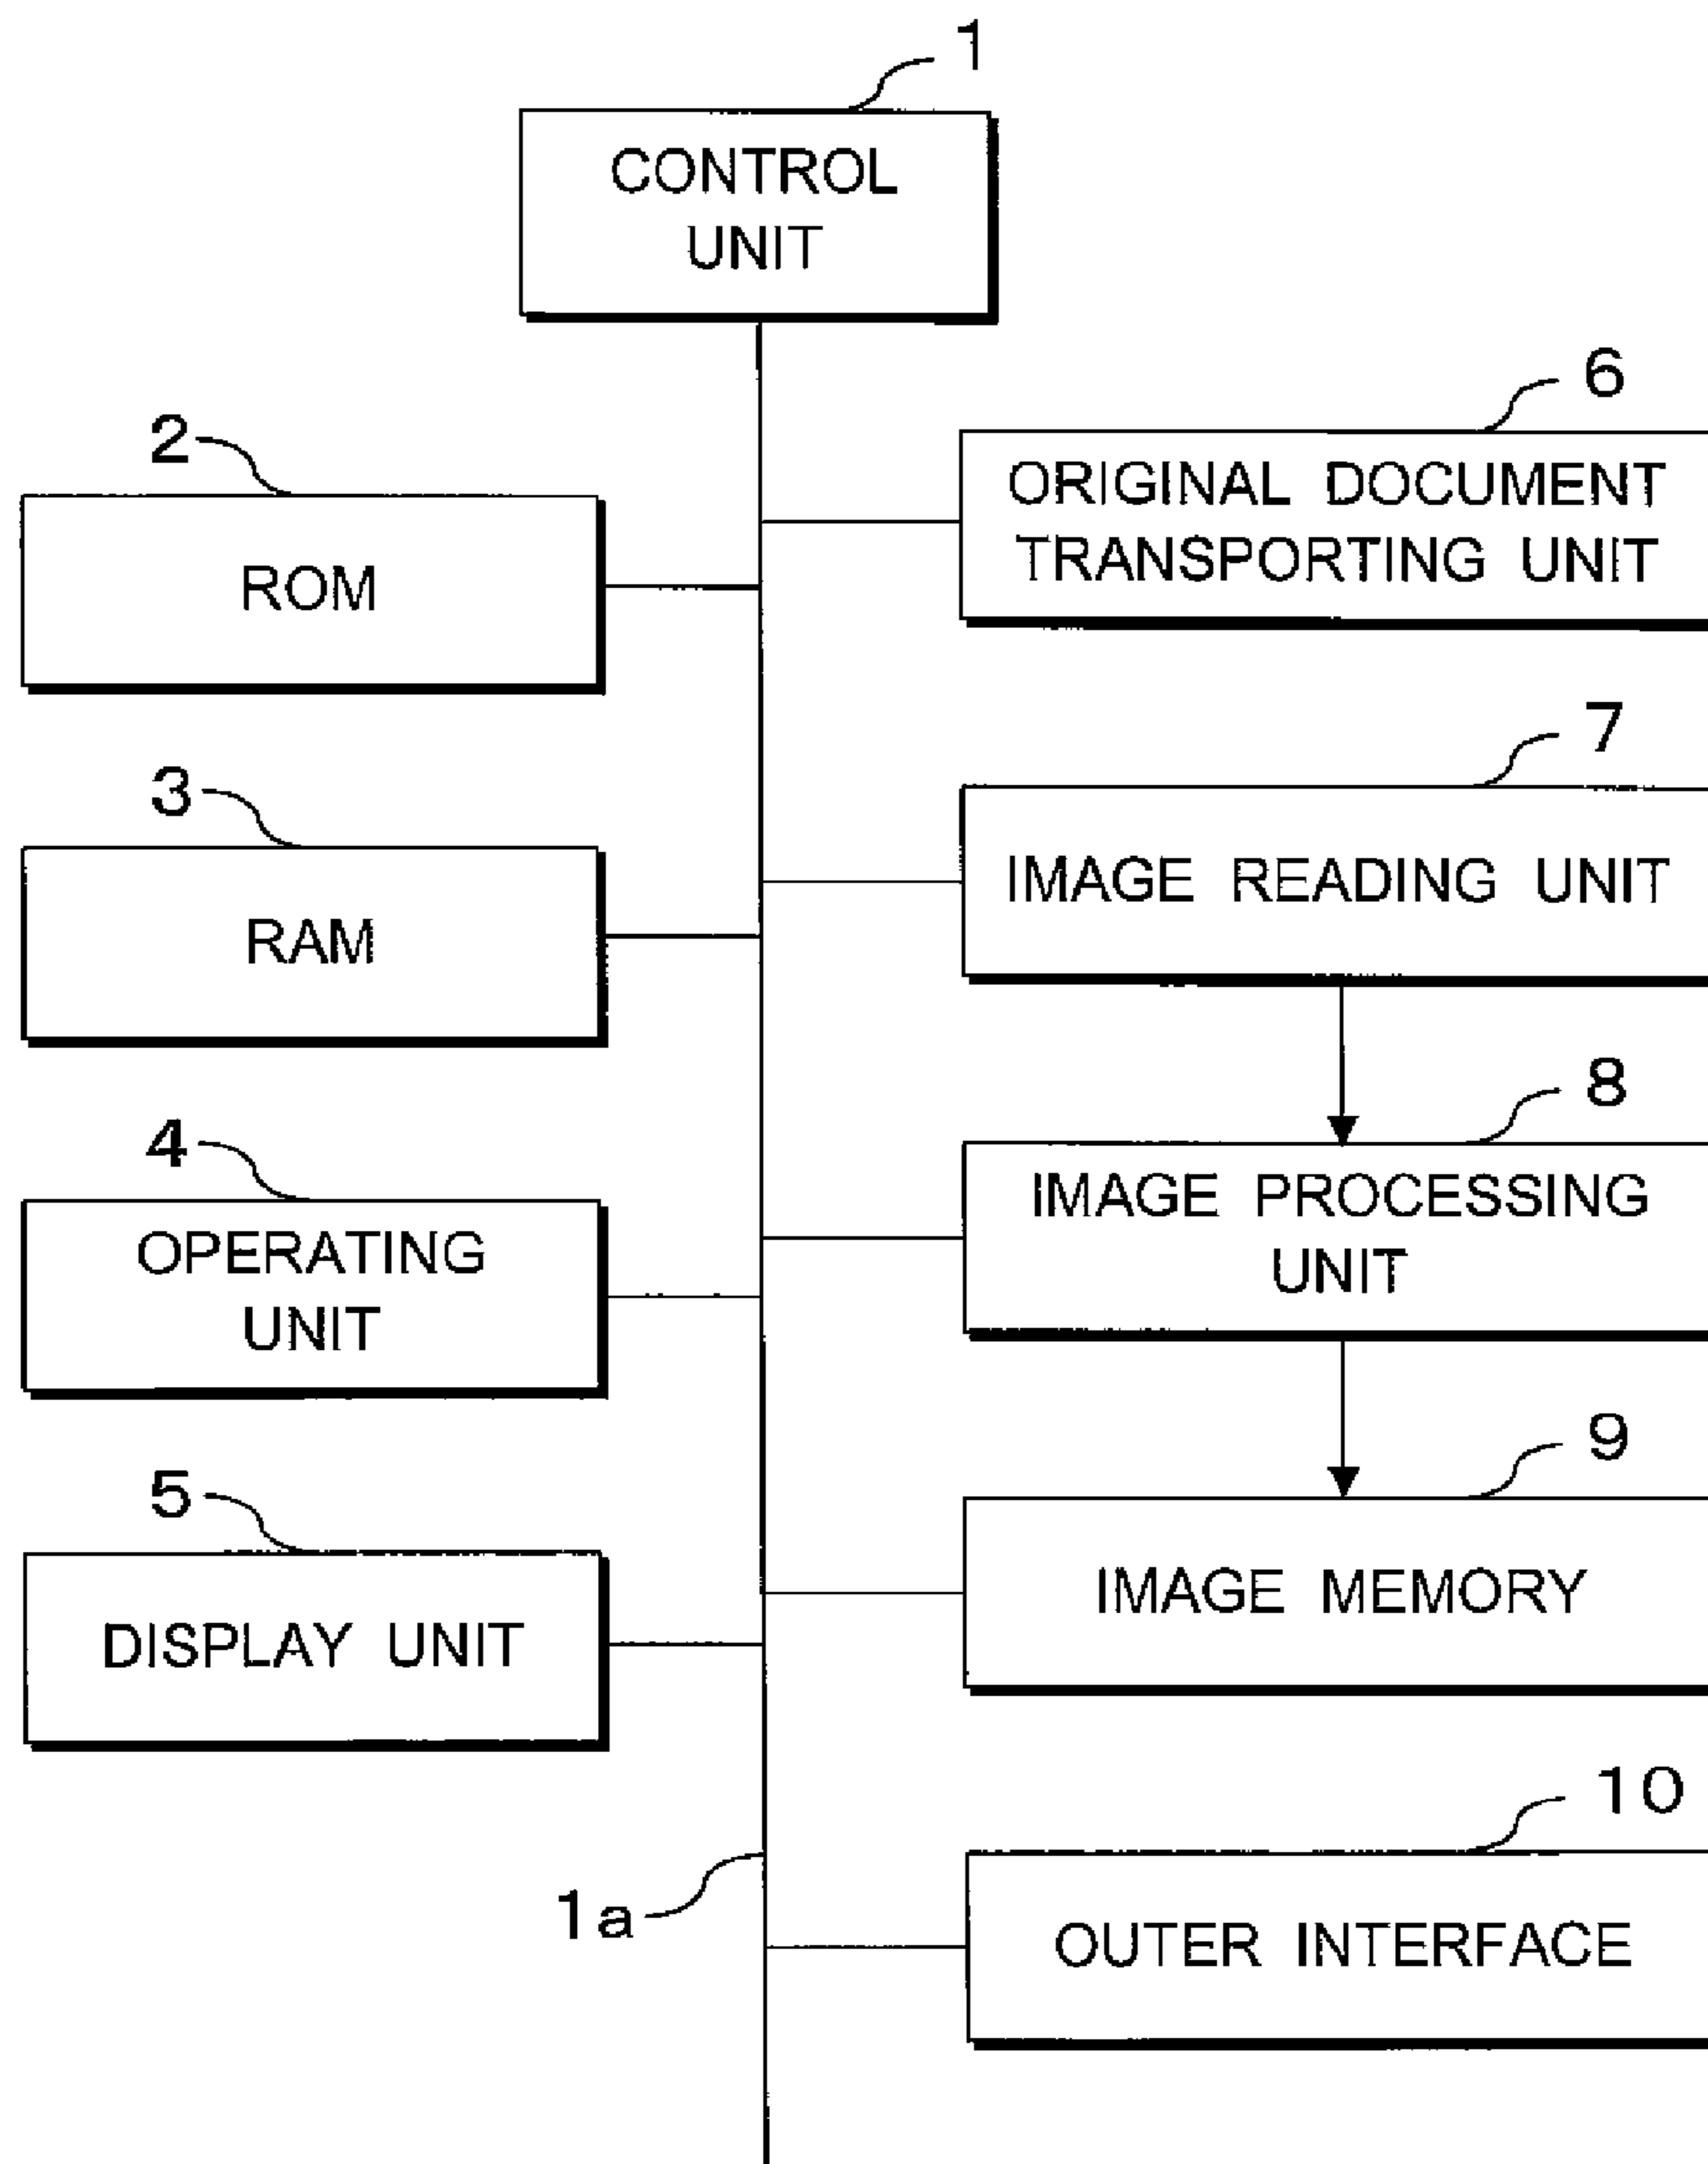 1
CONTROL
UNIT
2
ROM
3
RAM
4
OPERATING
UNIT
5
DISPLAY UNIT
1a
6
ORIGINAL DOCUMENT
TRANSPORTING UNIT
7
IMAGE READING UNIT
8
IMAGE PROCESSING
UNIT
9
IMAGE MEMORY
10
OUTER INTERFACE